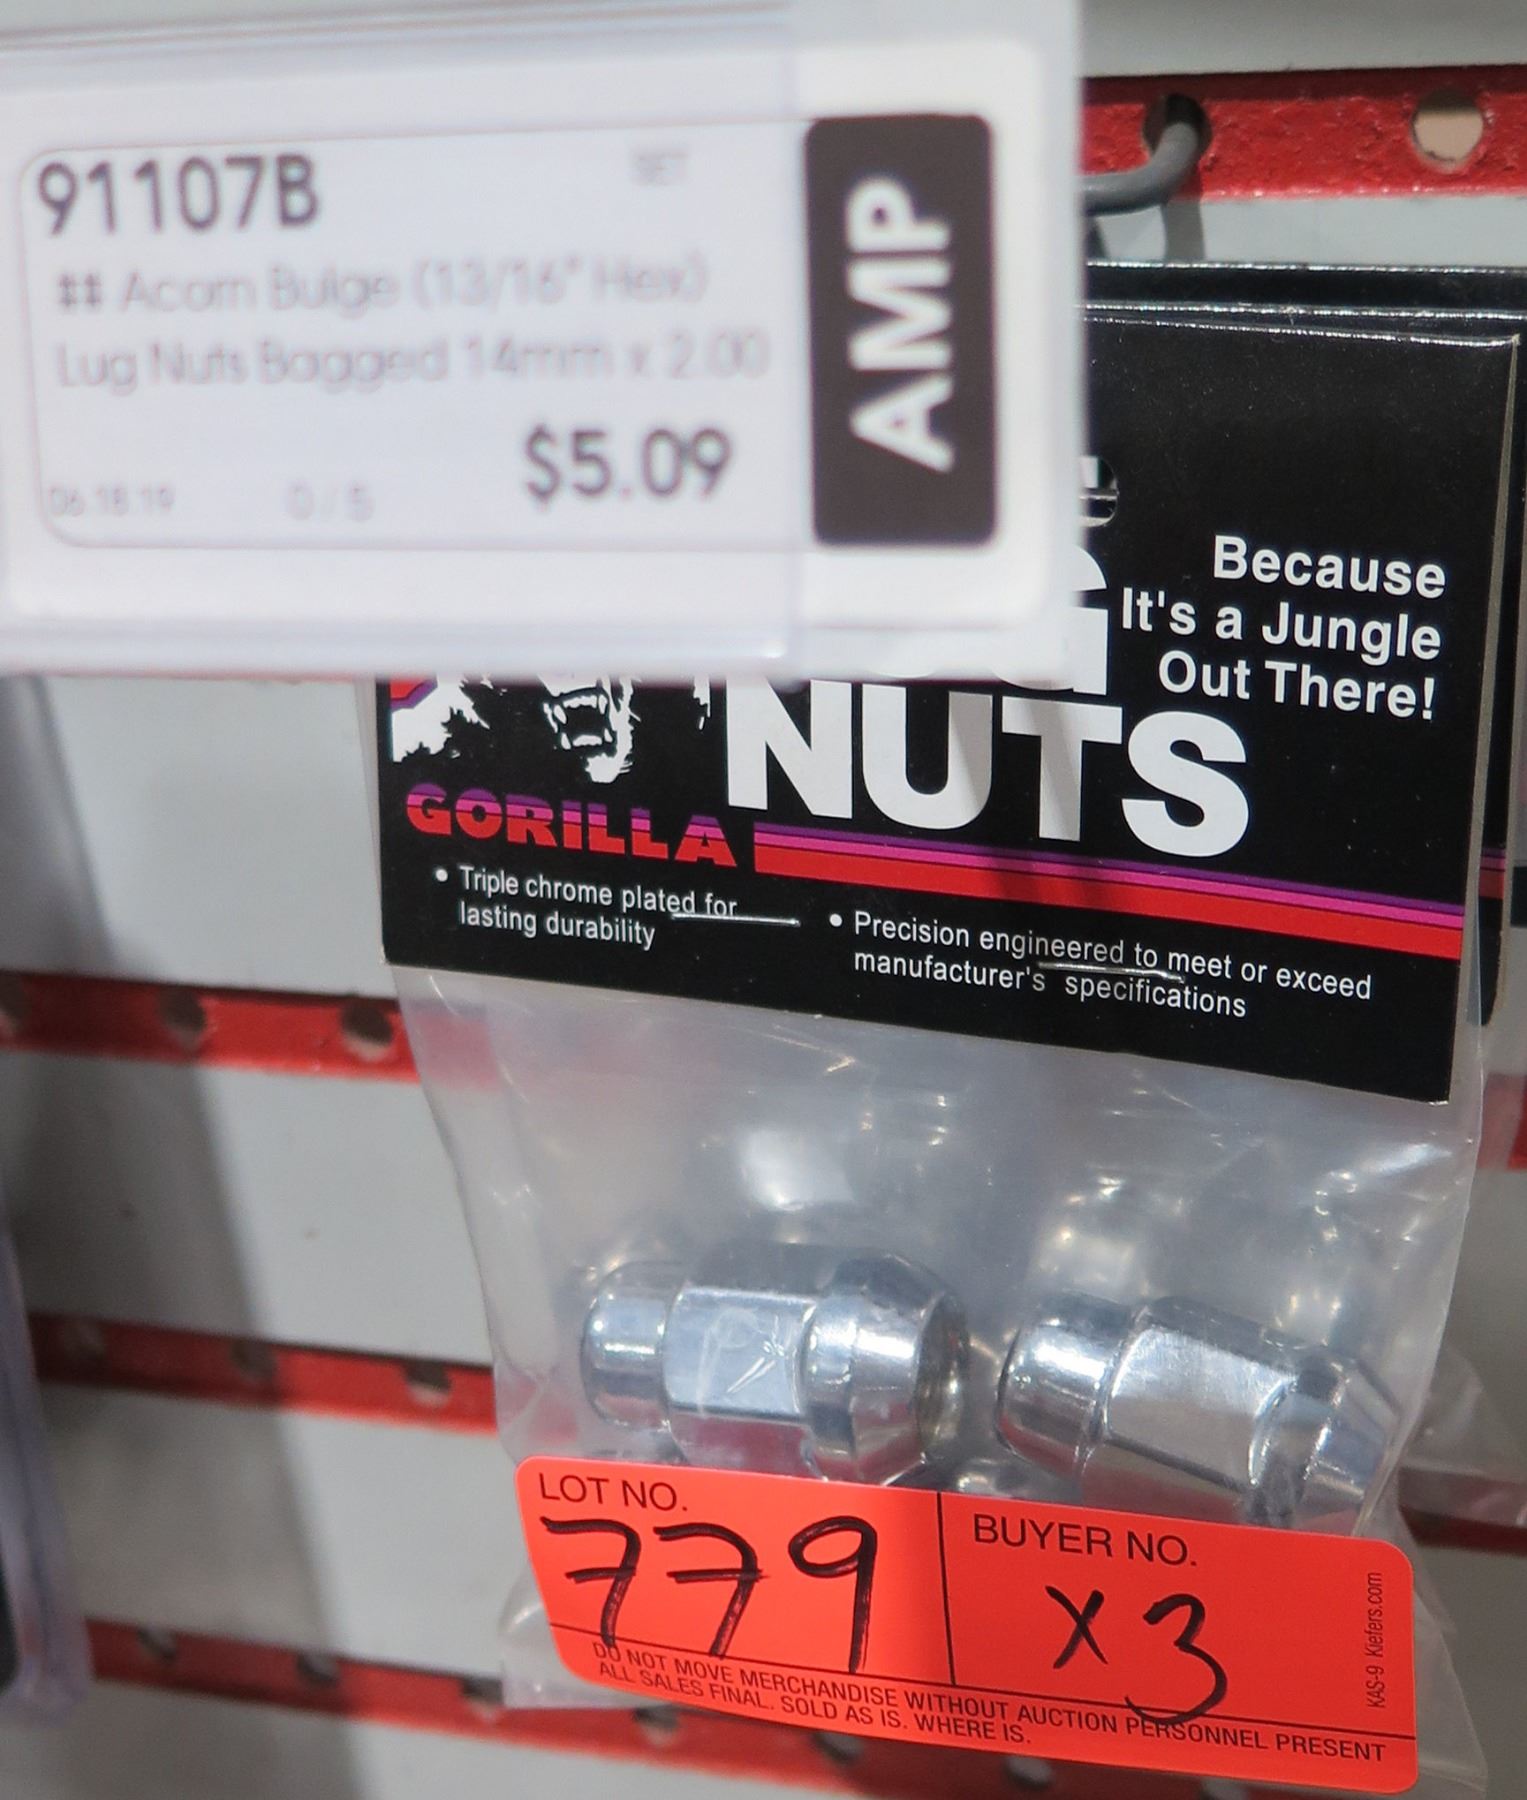 91107B
SET
## Acorn Bulge (13/16" Hex)
Lug Nuts Bagged 14mm x 2.00
$5.09
06.18.19
0/5
AMP
Because
It's a Jungle
Out There!
NUTS
GORILLA
• Triple chrome plated for
lasting durability
• Precision engineered to meet or exceed
manufacturer's specifications
LOT NO.
779
BUYER NO.
X3
DO NOT MOVE MERCHANDISE WITHOUT AUCTION PERSONNEL PRESENT
ALL SALES FINAL. SOLD AS IS. WHERE IS.
KAS-9 Kiefers.com